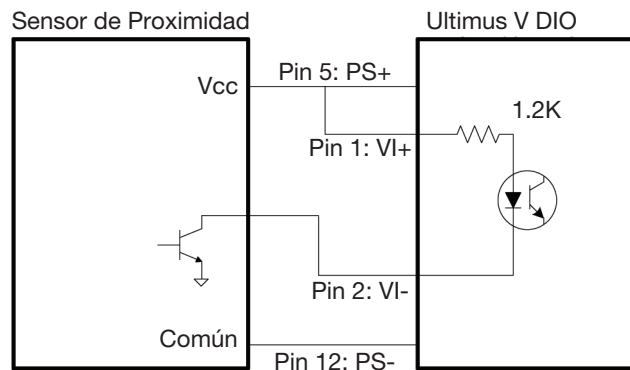 Sensor de Proximidad
Ultimus V DIO
Vcc
Pin 5: PS+
1.2K
Pin 1: VI+
Pin 2: VI-
Común
Pin 12: PS-